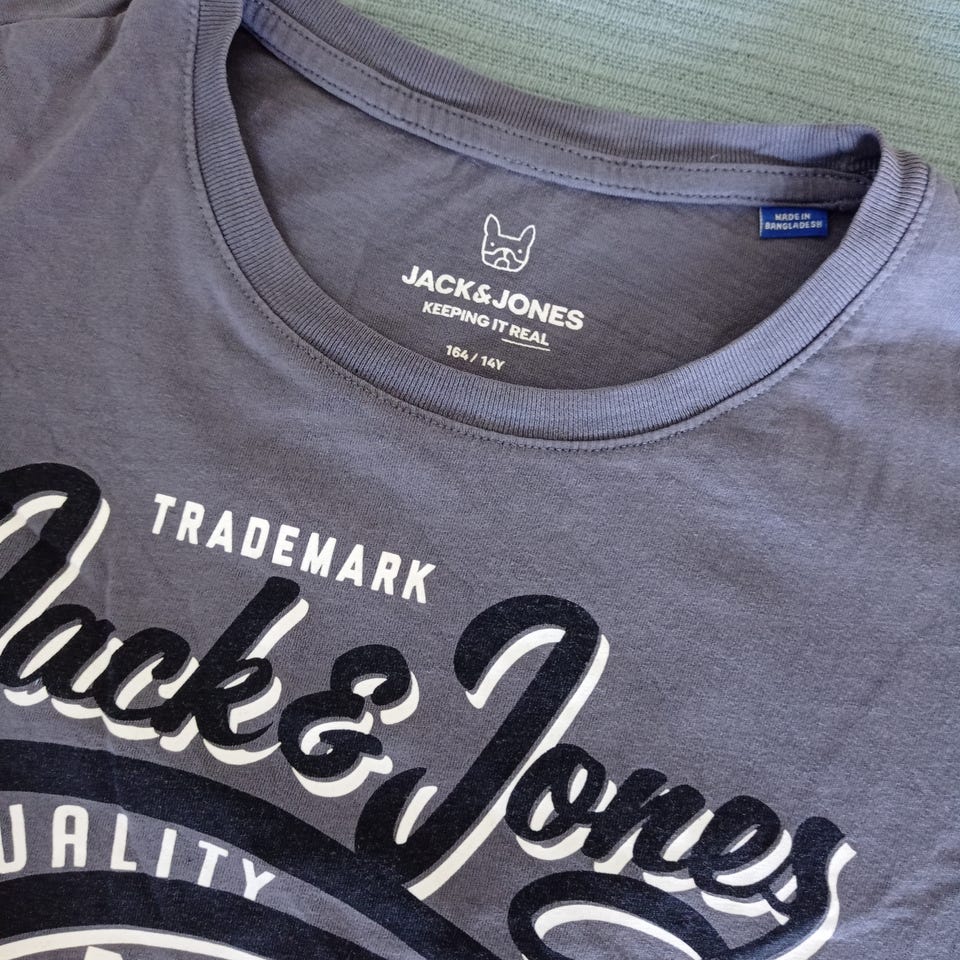 MADE IN
BANGLADESH
JACK&JONES
KEEPING IT REAL
164 / 14Y
TRADEMARK
Jack & Jones
UALITY